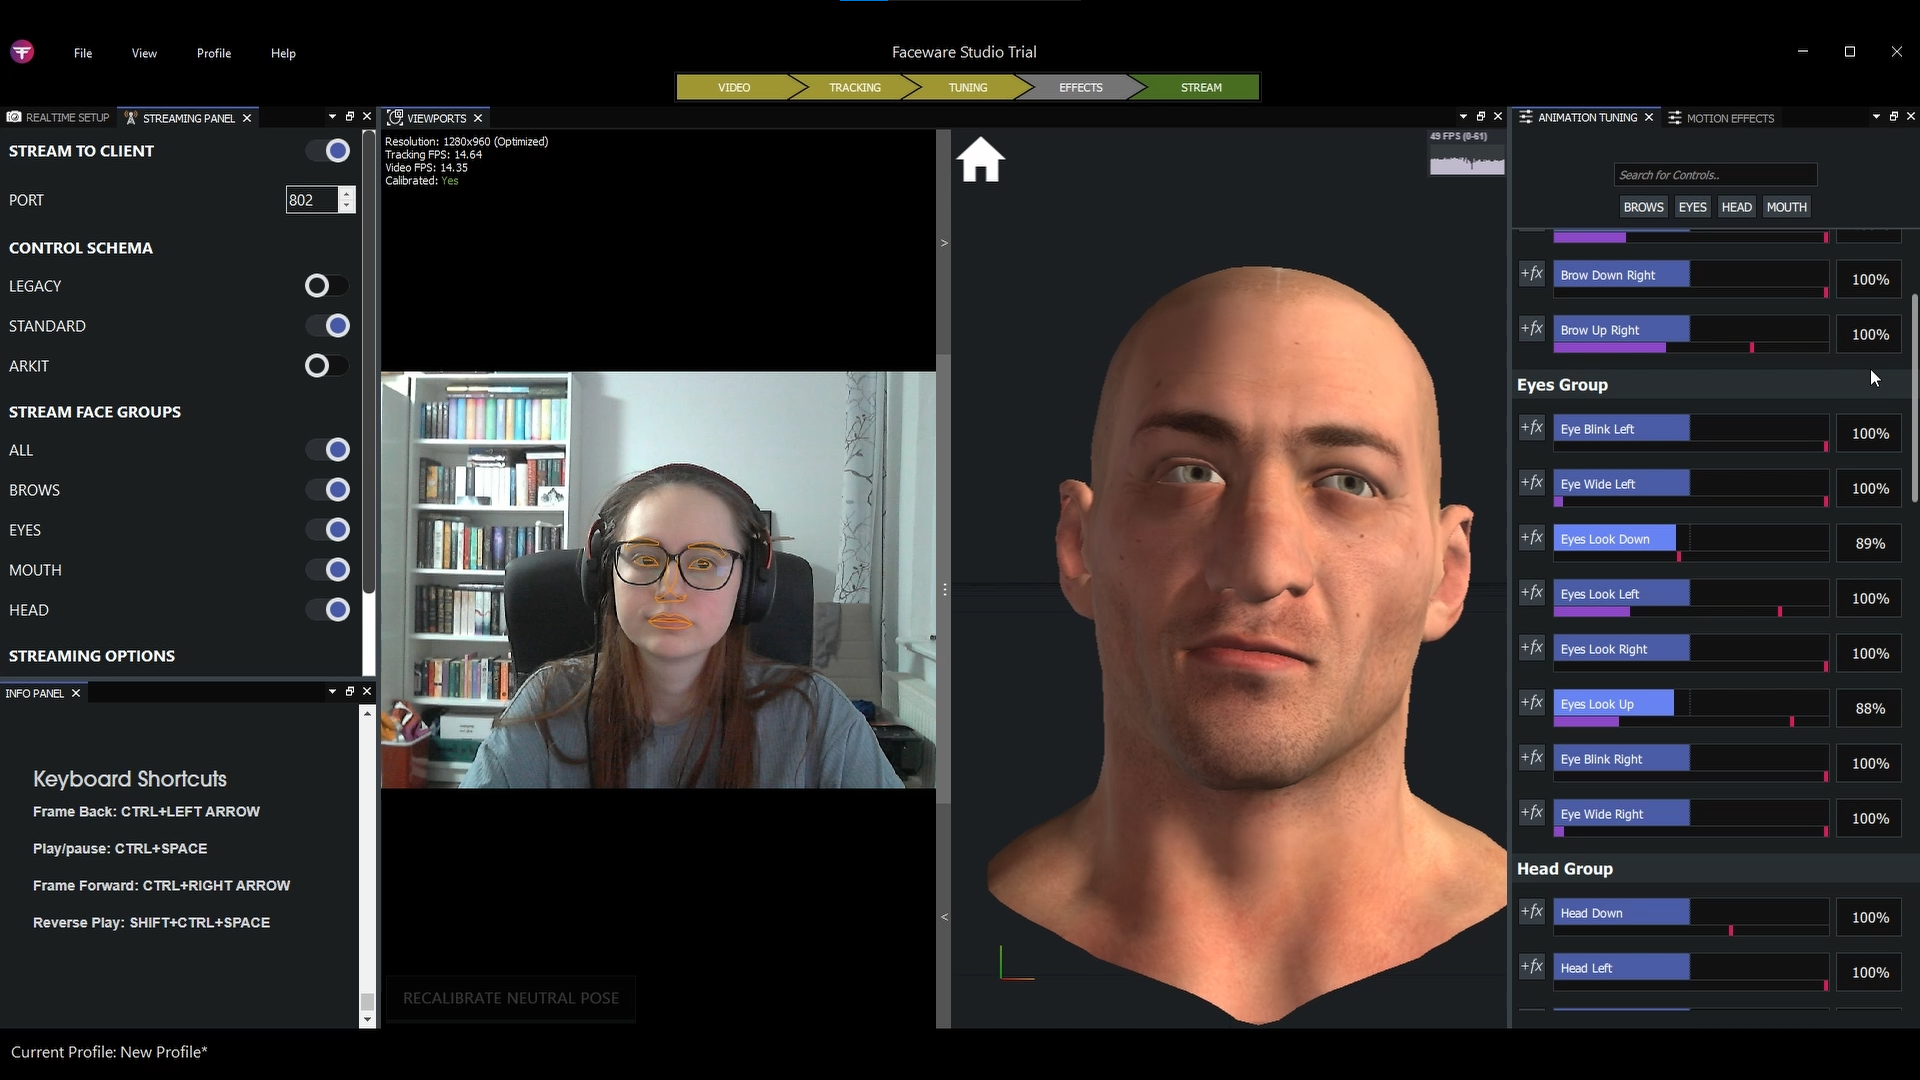 File View Profile Help
Faceware Studio Trial
VIDEO TRACKING TUNING EFFECTS STREAM
REALTIME SETUP STREAMING PANEL
STREAM TO CLIENT
PORT 802
CONTROL SCHEMA
LEGACY
STANDARD
ARKIT
STREAM FACE GROUPS
ALL
BROWS
EYES
MOUTH
HEAD
STREAMING OPTIONS
INFO PANEL
Keyboard Shortcuts
Frame Back: CTRL+LEFT ARROW
Play/pause: CTRL+SPACE
Frame Forward: CTRL+RIGHT ARROW
Reverse Play: SHIFT+CTRL+SPACE
VIEWPORTS
Resolution: 1280x960 (Optimized)
Tracking FPS: 14.64
Video FPS: 14.35
Calibrated: Yes
RECALIBRATE NEUTRAL POSE
49 FPS (0-61)
ANIMATION TUNING MOTION EFFECTS
Search for Controls..
BROWS EYES HEAD MOUTH
+fx Brow Down Right 100%
+fx Brow Up Right 100%
Eyes Group
+fx Eye Blink Left 100%
+fx Eye Wide Left 100%
+fx Eyes Look Down 89%
+fx Eyes Look Left 100%
+fx Eyes Look Right 100%
+fx Eyes Look Up 88%
+fx Eye Blink Right 100%
+fx Eye Wide Right 100%
Head Group
+fx Head Down 100%
+fx Head Left 100%
Current Profile: New Profile*